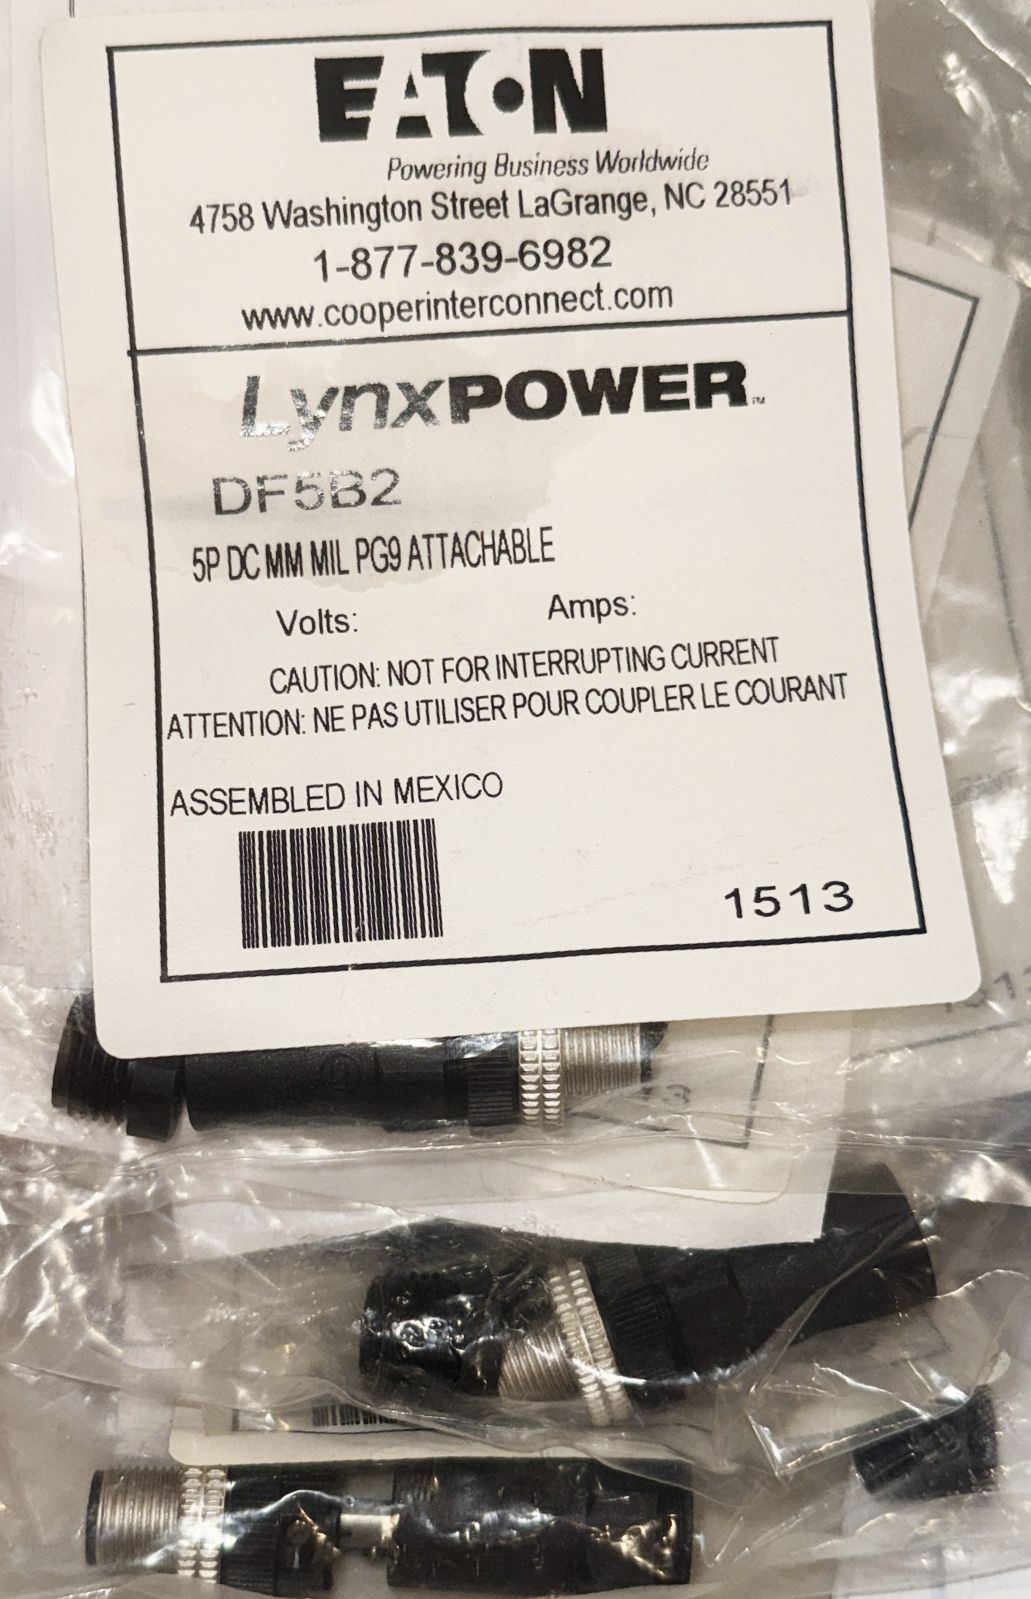 EATON
Powering Business Worldwide
4758 Washington Street LaGrange, NC 28551
1-877-839-6982
www.cooperinterconnect.com
LynxPOWER™
DF5B2
5P DC MM MIL PG9 ATTACHABLE
Volts: Amps:
CAUTION: NOT FOR INTERRUPTING CURRENT
ATTENTION: NE PAS UTILISER POUR COUPLER LE COURANT
ASSEMBLED IN MEXICO
1513